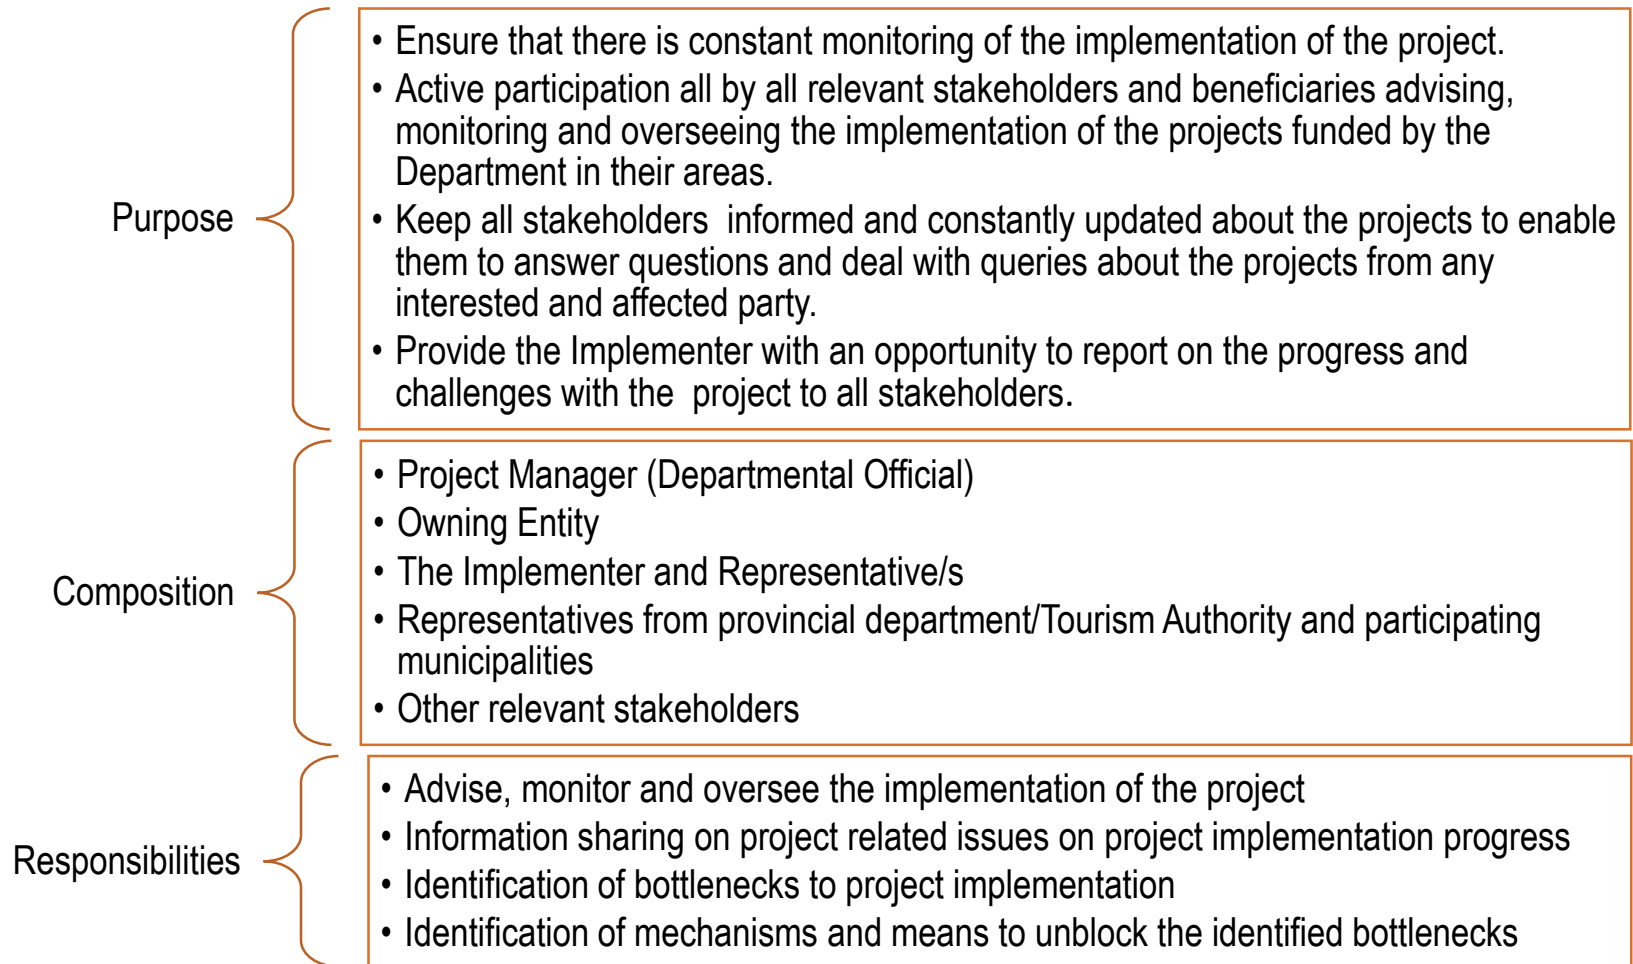 Purpose
• Ensure that there is constant monitoring of the implementation of the project.
• Active participation all by all relevant stakeholders and beneficiaries advising,
monitoring and overseeing the implementation of the projects funded by the
Department in their areas.
• Keep all stakeholders informed and constantly updated about the projects to enable
them to answer questions and deal with queries about the projects from any
interested and affected party.
• Provide the Implementer with an opportunity to report on the progress and
challenges with the project to all stakeholders.
Composition
• Project Manager (Departmental Official)
• Owning Entity
• The Implementer and Representative/s
• Representatives from provincial department/Tourism Authority and participating
municipalities
• Other relevant stakeholders
Responsibilities
• Advise, monitor and oversee the implementation of the project
• Information sharing on project related issues on project implementation progress
• Identification of bottlenecks to project implementation
• Identification of mechanisms and means to unblock the identified bottlenecks